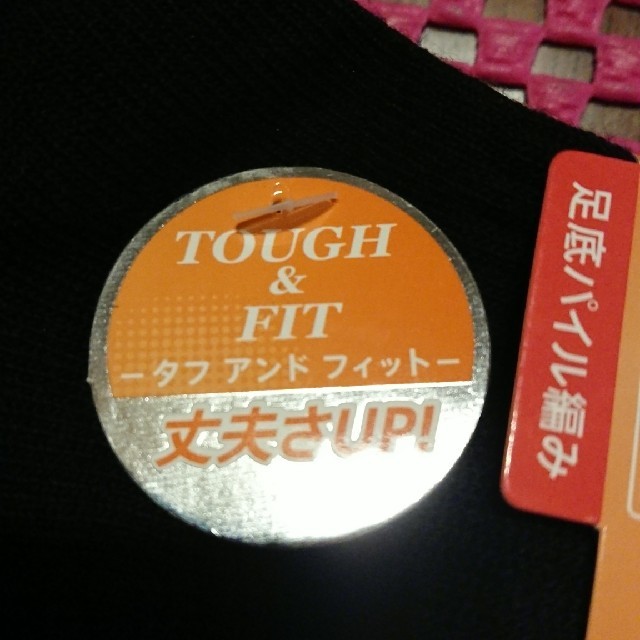 TOUGH
&
FIT
ータフ アンド フィットー
丈夫さUP!
足底パイル編み